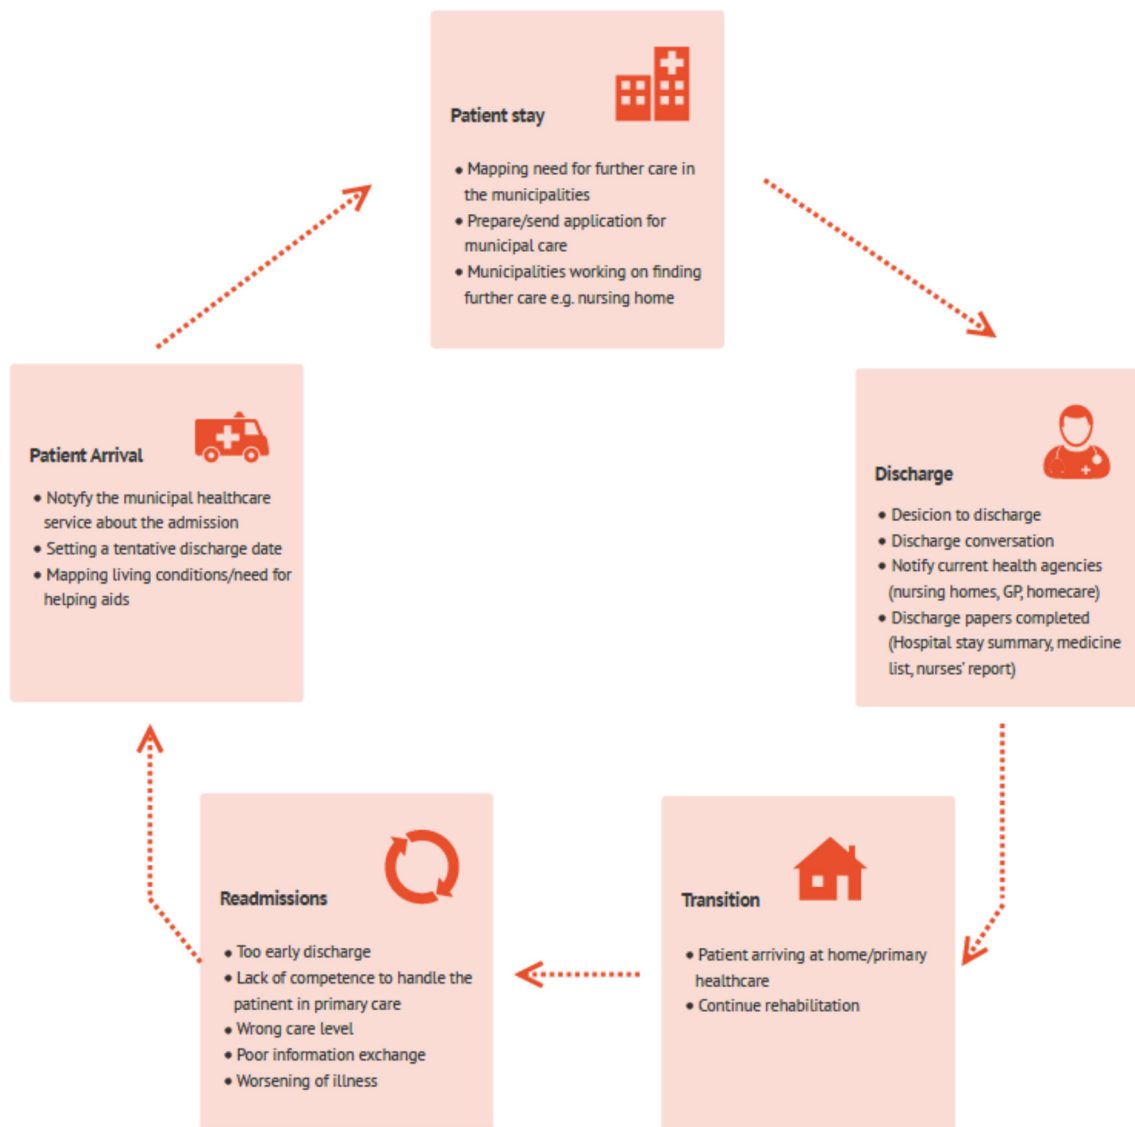 Patient stay
• Mapping need for further care in
the municipalities
• Prepare/send application for
municipal care
• Municipalities working on finding
further care e.g. nursing home
Patient Arrival
• Notyfy the municipal healthcare
service about the admission
• Setting a tentative discharge date
• Mapping living conditions/need for
helping aids
Discharge
• Desicion to discharge
• Discharge conversation
• Notify current health agencies
(nursing homes, GP, homecare)
• Discharge papers completed
(Hospital stay summary, medicine
list, nurses' report)
Readmissions
• Too early discharge
• Lack of competence to handle the
patinent in primary care
• Wrong care level
• Poor information exchange
• Worsening of illness
Transition
• Patient arriving at home/primary
healthcare
• Continue rehabilitation